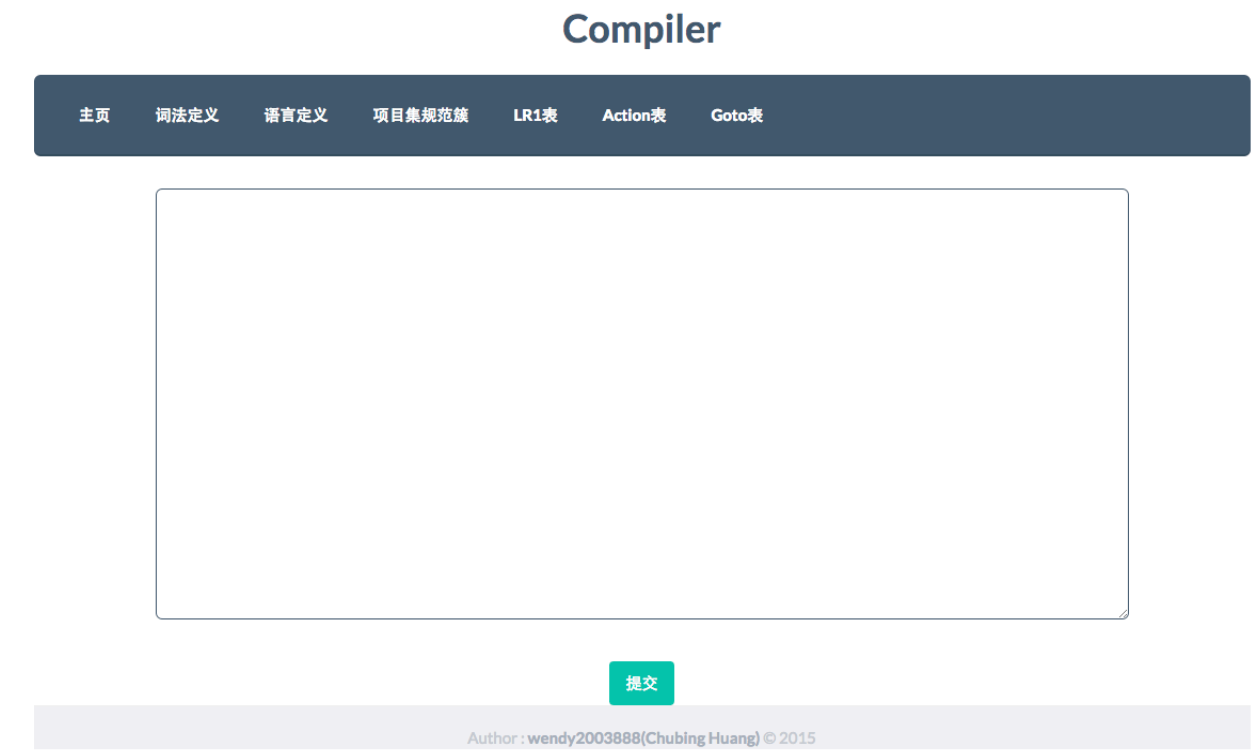 Compiler
主页 词法定义 语言定义 项目集规范簇 LR1表 Action表 Goto表
提交
Author : wendy2003888(Chubing Huang) © 2015